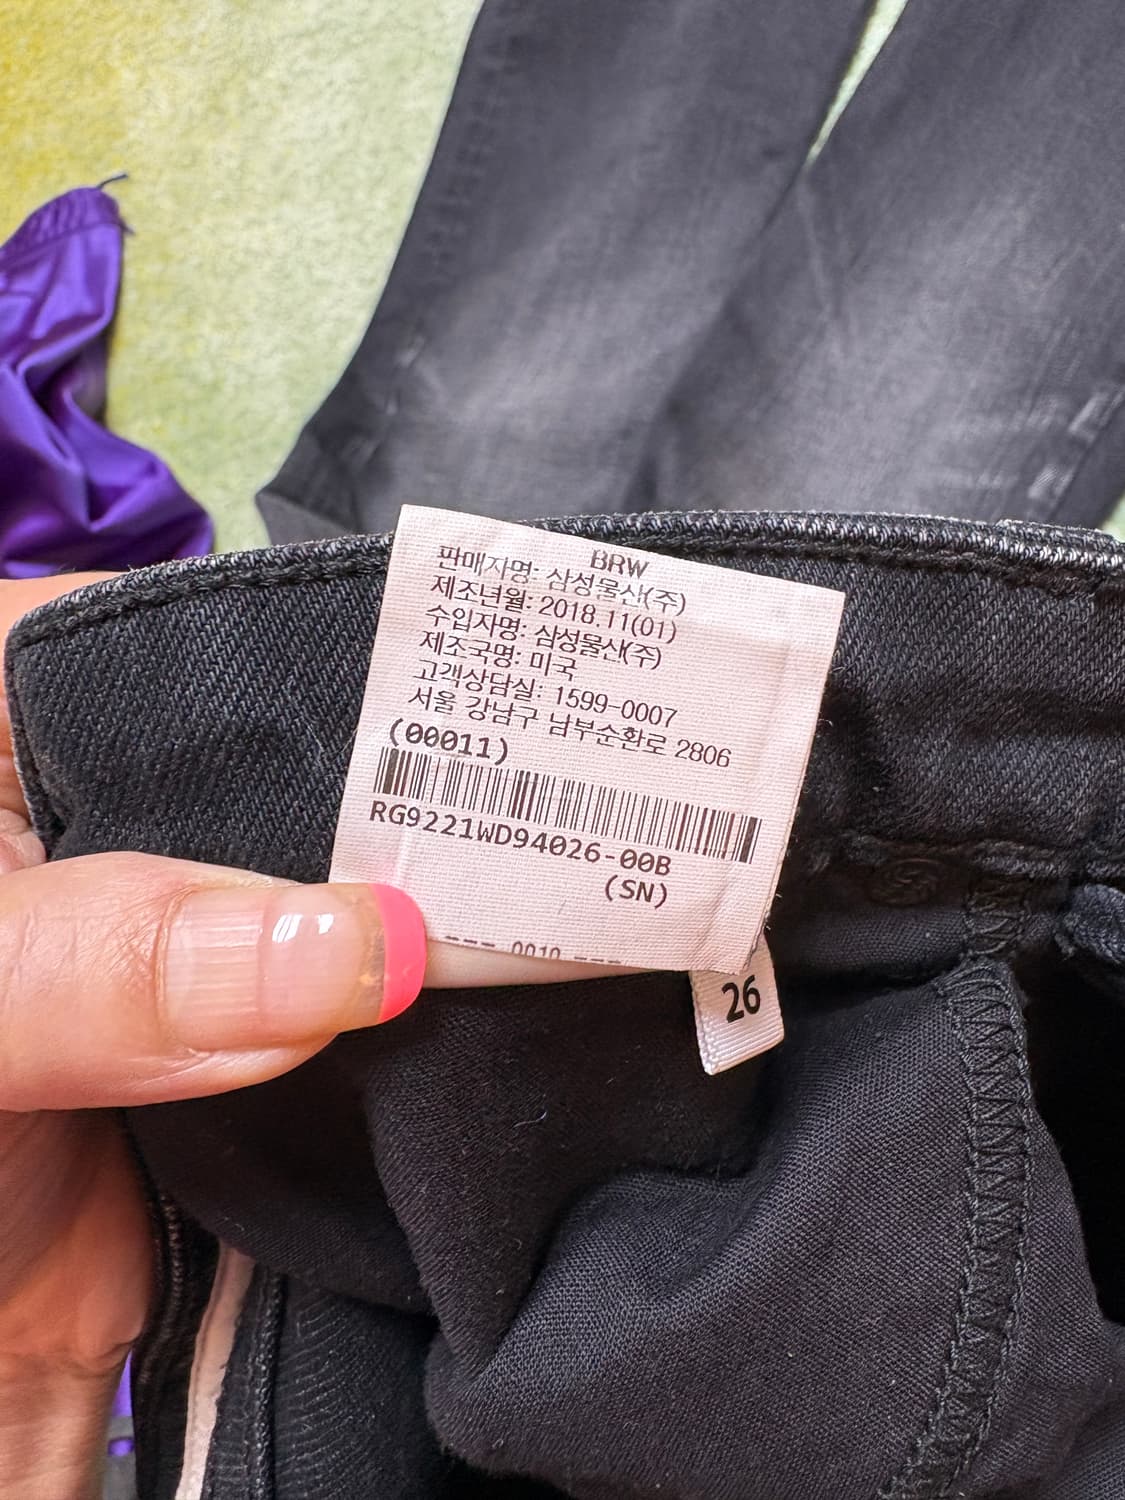 BRW
판매자명: 삼성물산(주)
제조년월: 2018.11(01)
수입자명: 삼성물산(주)
제조국명: 미국
고객상담실: 1599-0007
서울 강남구 남부순환로 2806
(00011)
RG9221WD94026-00B
(SN)
--- 0010 ---
26